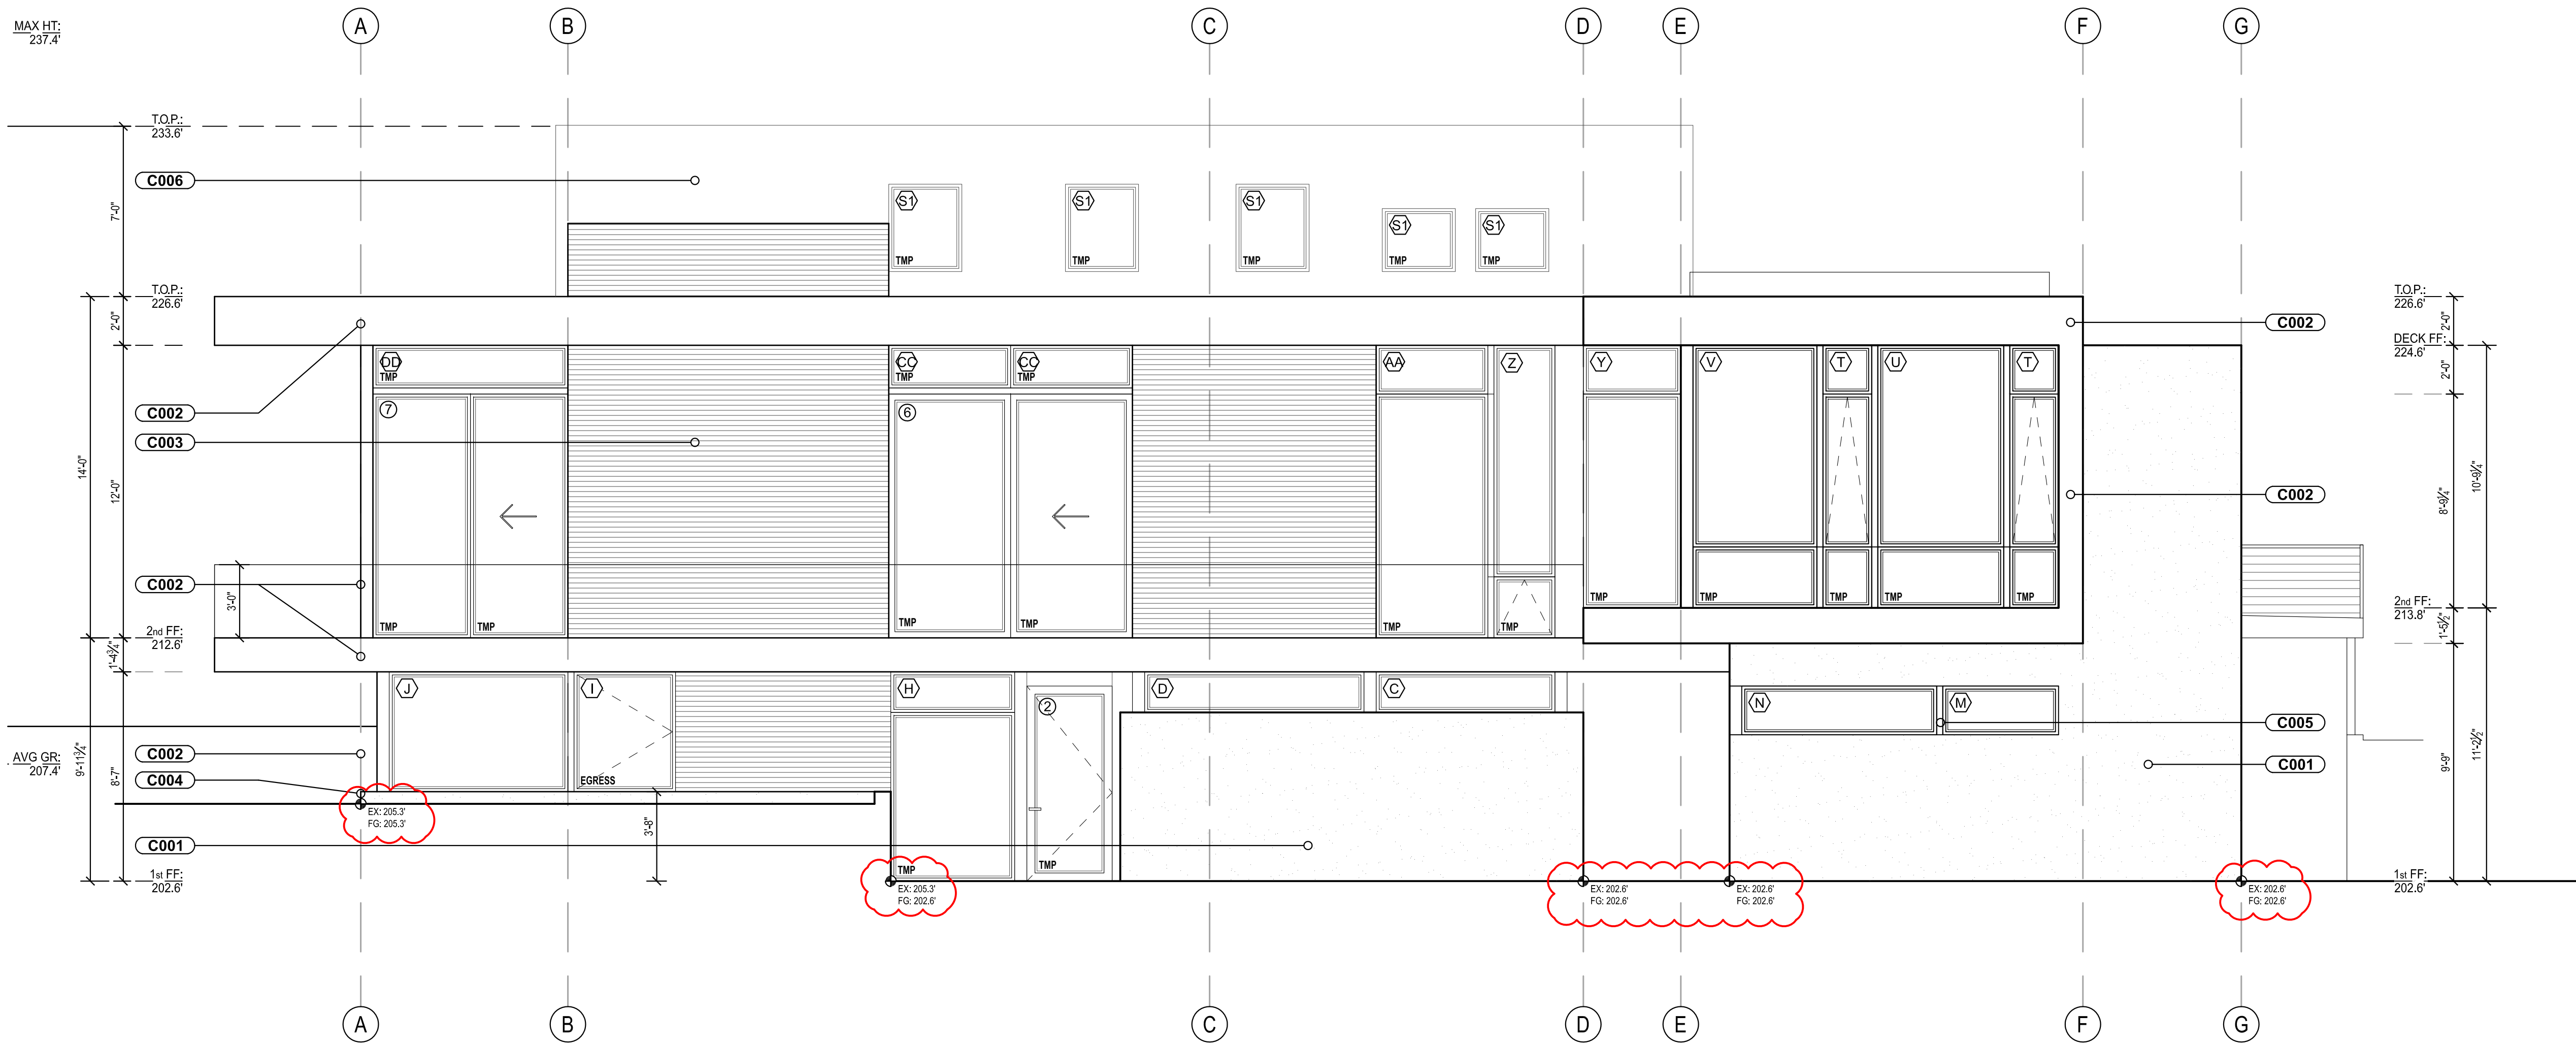 A B C D E F G
MAX HT:
237.4'
T.O.P.:
233.6'
C006
7'-0"
S1
TMP
S1
TMP
S1
TMP
S1
TMP
S1
TMP
T.O.P.:
226.6'
T.O.P.:
226.6'
2'-0"
2'-0"
C002
DECK FF:
224.6'
DD
TMP
CC
TMP
CC
TMP
AA
Z
Y
V
T
U
T
2'-0"
7
6
C002
C003
14'-0"
12'-0"
10'-9¼"
8'-9¼"
C002
C002
3'-0"
TMP
TMP
TMP
TMP
TMP
TMP
TMP
TMP
TMP
TMP
2nd FF:
212.6'
2nd FF:
213.8'
1'-4¾"
1'-5½"
J
I
H
2
D
C
N
M
C005
C002
AVG GR:
207.4'
9'-11¾"
8'-7"
C004
EGRESS
C001
9'-9"
11'-2½"
EX: 205.3'
FG: 205.3'
3'-8"
C001
TMP
TMP
1st FF:
202.6'
1st FF:
202.6'
EX: 205.3'
FG: 202.6'
EX: 202.6'
FG: 202.6'
EX: 202.6'
FG: 202.6'
EX: 202.6'
FG: 202.6'
A B C D E F G